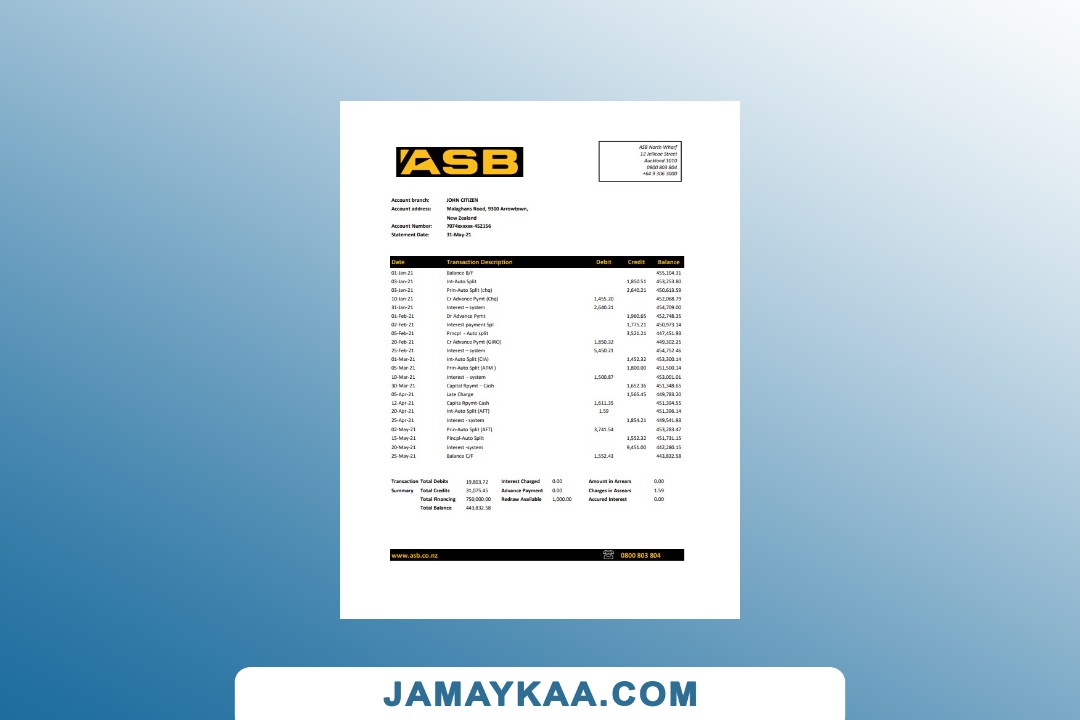 ASB
ASB North Wharf
12 Jellicoe Street
Auckland 1010
0800 803 804
+64 9 306 3000
Account branch: JOHN CITIZEN
Account address: Malaghans Road, 9300 Arrowtown,
New Zealand
Account Number: 7074xxxxxx-452156
Statement Date: 31-May-21
Date Transaction Description Debit Credit Balance
01-Jan-21 Balance B/F 455,104.31
03-Jan-21 Int-Auto Split 1,850.51 453,253.80
03-Jan-21 Prin-Auto Split (chq) 2,640.21 450,613.59
10-Jan-21 Cr Advance Pymt (Chq) 1,455.20 452,068.79
31-Jan-21 Interest – system 2,640.21 454,709.00
01-Feb-21 Dr Advance Pymt 1,960.65 452,748.35
02-Feb-21 Interest payment Spl 1,775.21 450,973.14
05-Feb-21 Prncpl - Auto split 3,521.21 447,451.93
20-Feb-21 Cr Advance Pymt (GIRO) 1,850.32 449,302.25
25-Feb-21 Interest – system 5,450.21 454,752.46
01-Mar-21 Int-Auto Split (CIA) 1,452.32 453,300.14
05-Mar-21 Prin-Auto Split (ATM ) 1,800.00 451,500.14
10-Mar-21 Interest - system 1,500.87 453,001.01
30-Mar-21 Capital Rpymt – Cash 1,652.36 451,348.65
05-Apr-21 Late Charge 1,565.45 449,783.20
12-Apr-21 Capita Rpymt-Cash 1,611.35 451,394.55
20-Apr-21 Int-Auto Split (AFT) 1.59 451,396.14
25-Apr-21 Interest - system 1,854.21 449,541.93
02-May-21 Prin-Auto Split (AFT) 3,741.54 453,283.47
15-May-21 Pincpl-Auto Split 1,552.32 451,731.15
20-May-21 Interest -system 9,451.00 442,280.15
25-May-21 Balance C/F 1,552.43 443,832.58
Transaction Total Debits 19,803.72 Interest Charged 0.00 Amount in Arrears 0.00
Summary Total Credits 31,075.45 Advance Payment 0.00 Charges in Assears 1.59
Total Financing 750,000.00 Redraw Available 1,000.00 Accured Interest 0.00
Total Balance 443,832.58
www.asb.co.nz 0800 803 804
JAMAYKAA.COM